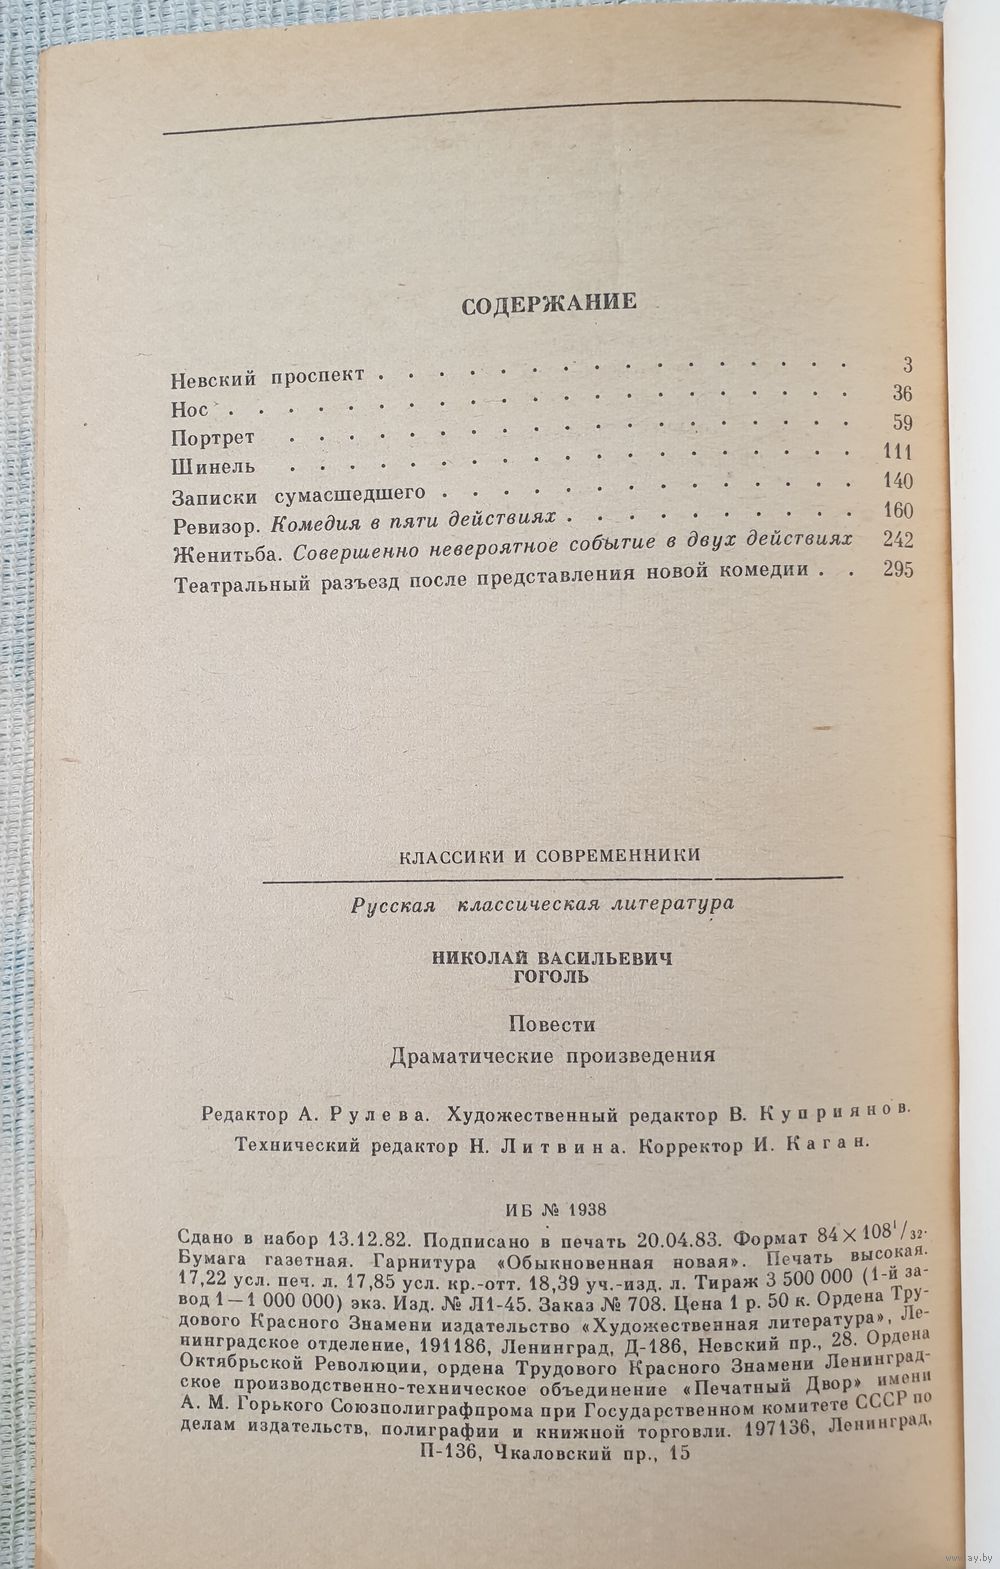 СОДЕРЖАНИЕ
Невский проспект . . . . . . . . . . . . . . . . 3
Нос . . . . . . . . . . . . . . . . . . . . . 36
Портрет . . . . . . . . . . . . . . . . . . . 59
Шинель . . . . . . . . . . . . . . . . . . . 111
Записки сумасшедшего . . . . . . . . . . . . . . 140
Ревизор. Комедия в пяти действиях . . . . . . . . . . 160
Женитьба. Совершенно невероятное событие в двух действиях 242
Театральный разъезд после представления новой комедии . . 295
КЛАССИКИ И СОВРЕМЕННИКИ
Русская классическая литература
НИКОЛАЙ ВАСИЛЬЕВИЧ
ГОГОЛЬ
Повести
Драматические произведения
Редактор А. Рулева. Художественный редактор В. Куприянов.
Технический редактор Н. Литвина. Корректор И. Каган.
ИБ № 1938
Сдано в набор 13.12.82. Подписано в печать 20.04.83. Формат 84×108¹/₃₂.
Бумага газетная. Гарнитура «Обыкновенная новая». Печать высокая.
17,22 усл. печ. л. 17,85 усл. кр.-отт. 18,39 уч.-изд. л. Тираж 3 500 000 (1-й за-
вод 1—1 000 000) экз. Изд. № Л1-45. Заказ № 708. Цена 1 р. 50 к. Ордена Тру-
дового Красного Знамени издательство «Художественная литература», Ле-
нинградское отделение, 191186, Ленинград, Д-186, Невский пр., 28. Ордена
Октябрьской Революции, ордена Трудового Красного Знамени Ленинград-
ское производственно-техническое объединение «Печатный Двор» имени
А. М. Горького Союзполиграфпрома при Государственном комитете СССР по
делам издательств, полиграфии и книжной торговли. 197136, Ленинград,
П-136, Чкаловский пр., 15
www.ay.by